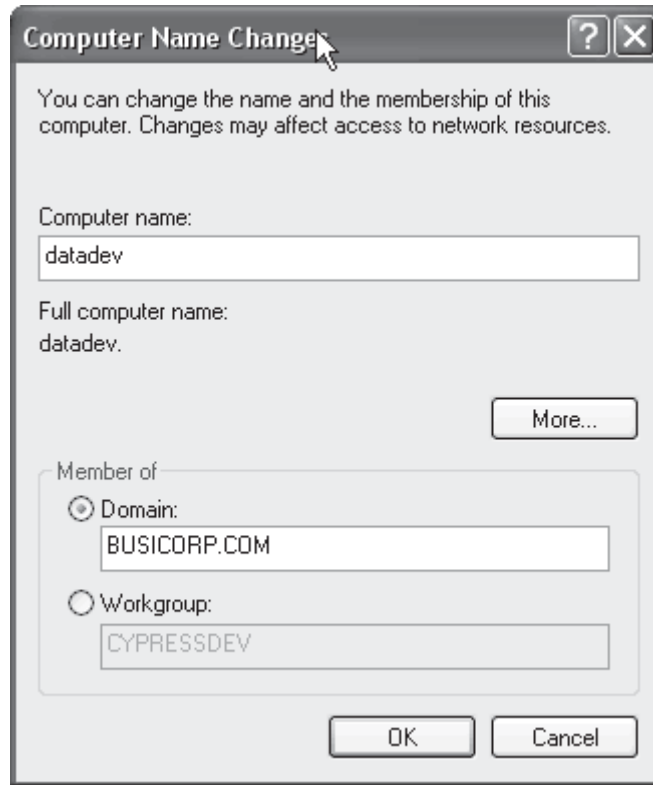 Computer Name Changes
You can change the name and the membership of this
computer. Changes may affect access to network resources.
Computer name:
datadev
Full computer name:
datadev.
More...
Member of
Domain:
BUSICORP.COM
Workgroup:
CYPRESSDEV
OK Cancel